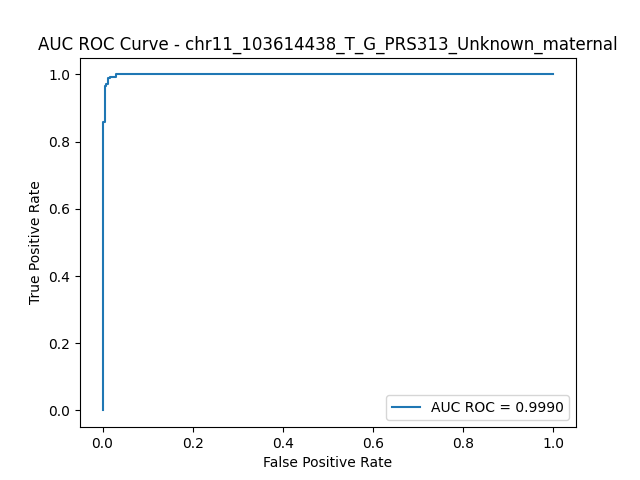 AUC ROC Curve - chr11_103614438_T_G_PRS313_Unknown_maternal
True Positive Rate
1.0
0.8
0.6
0.4
0.2
0.0
AUC ROC = 0.9990
0.0 0.2 0.4 0.6 0.8 1.0
False Positive Rate